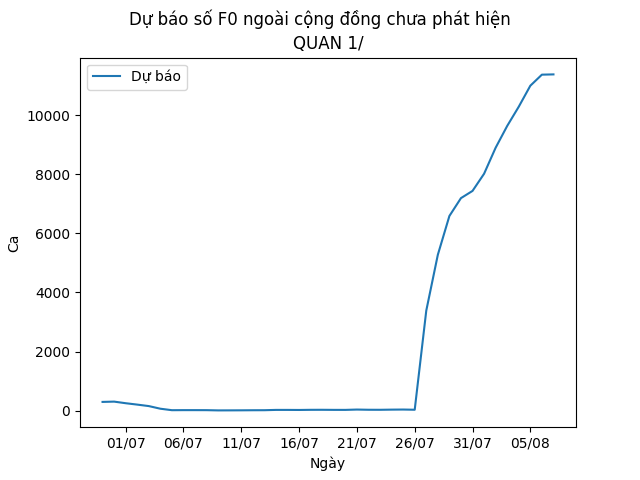 Dự báo số F0 ngoài cộng đồng chưa phát hiện
QUAN 1/
Dự báo
10000
8000
6000
4000
2000
0
Ca
01/07 06/07 11/07 16/07 21/07 26/07 31/07 05/08
Ngày